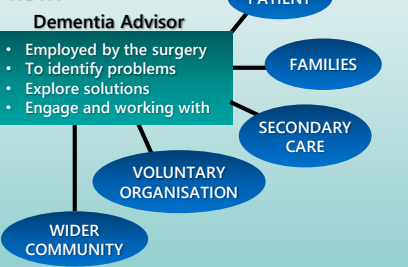 PATIENT
Dementia Advisor
• Employed by the surgery
• To identify problems
• Explore solutions
• Engage and working with
FAMILIES
SECONDARY
CARE
VOLUNTARY
ORGANISATION
WIDER
COMMUNITY